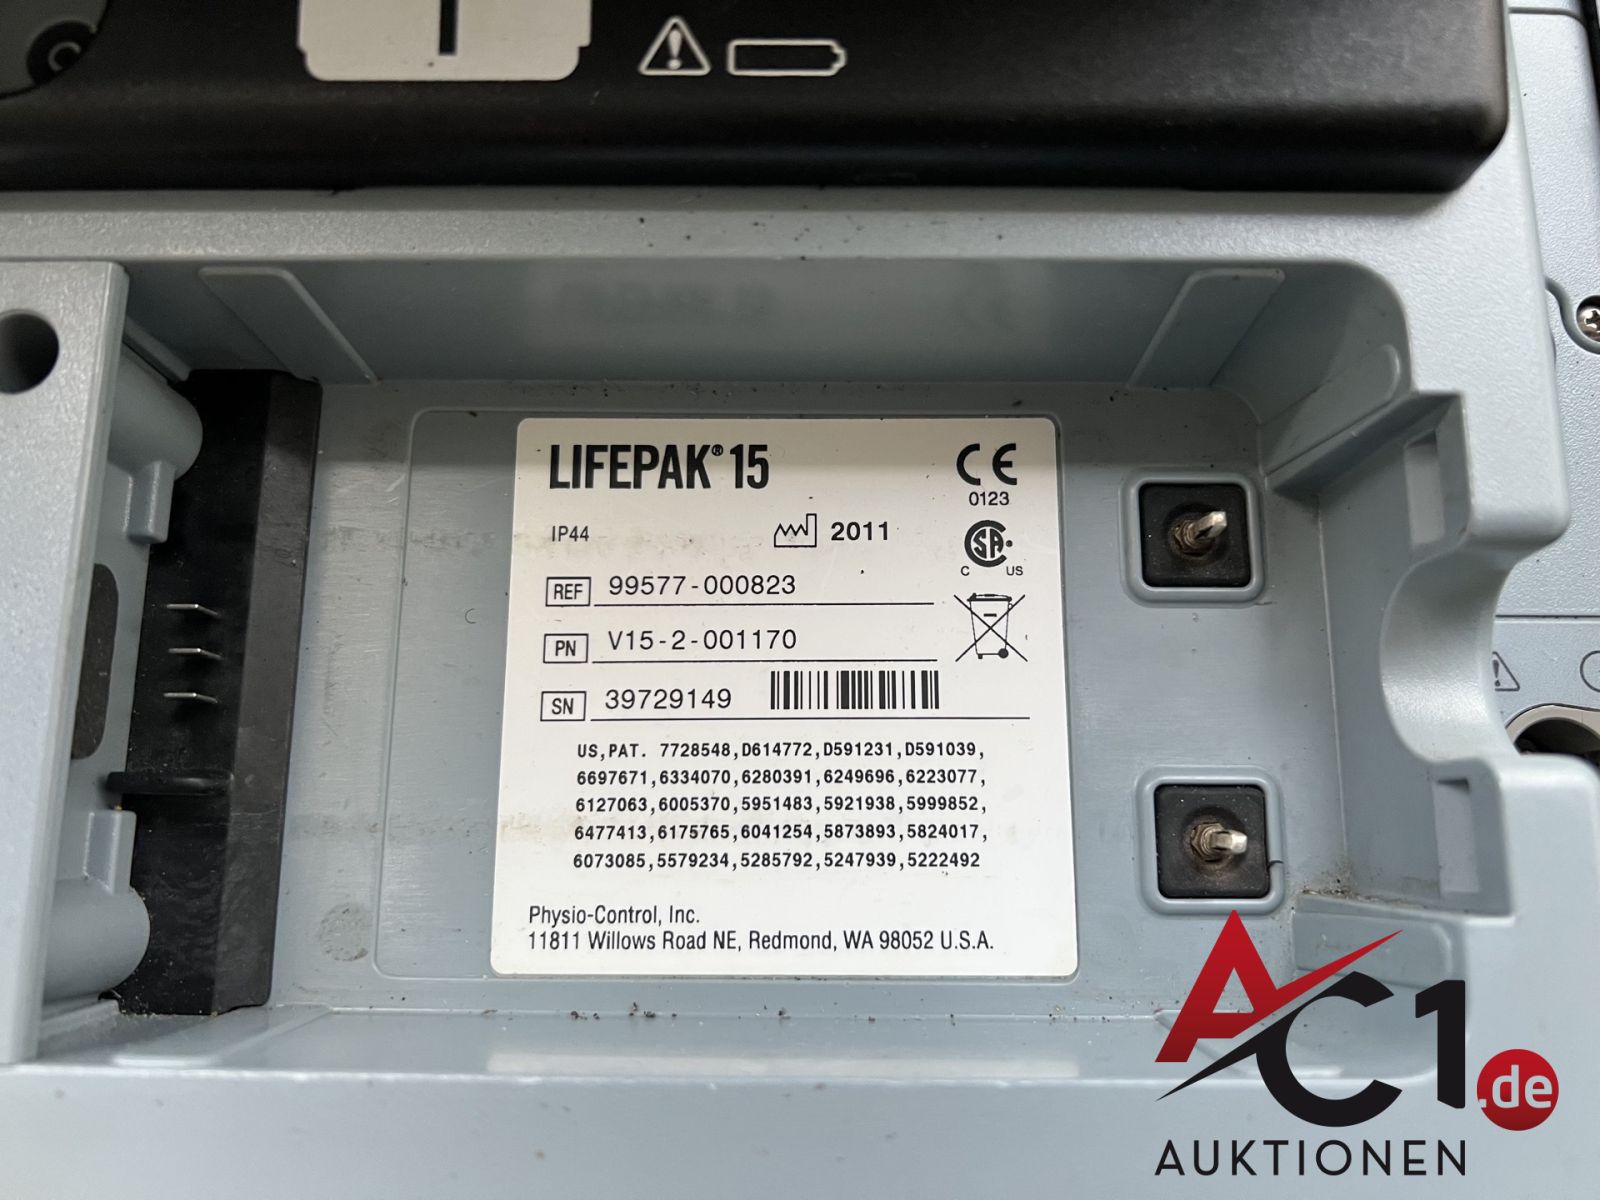 LIFEPAK® 15
CE
0123
IP44
2011
C SA US
REF 99577-000823
PN V15-2-001170
SN 39729149
US,PAT. 7728548,D614772,D591231,D591039,
6697671,6334070,6280391,6249696,6223077,
6127063,6005370,5951483,5921938,5999852,
6477413,6175765,6041254,5873893,5824017,
6073085,5579234,5285792,5247939,5222492
Physio-Control, Inc.
11811 Willows Road NE, Redmond, WA 98052 U.S.A.
AC1.de
AUKTIONEN